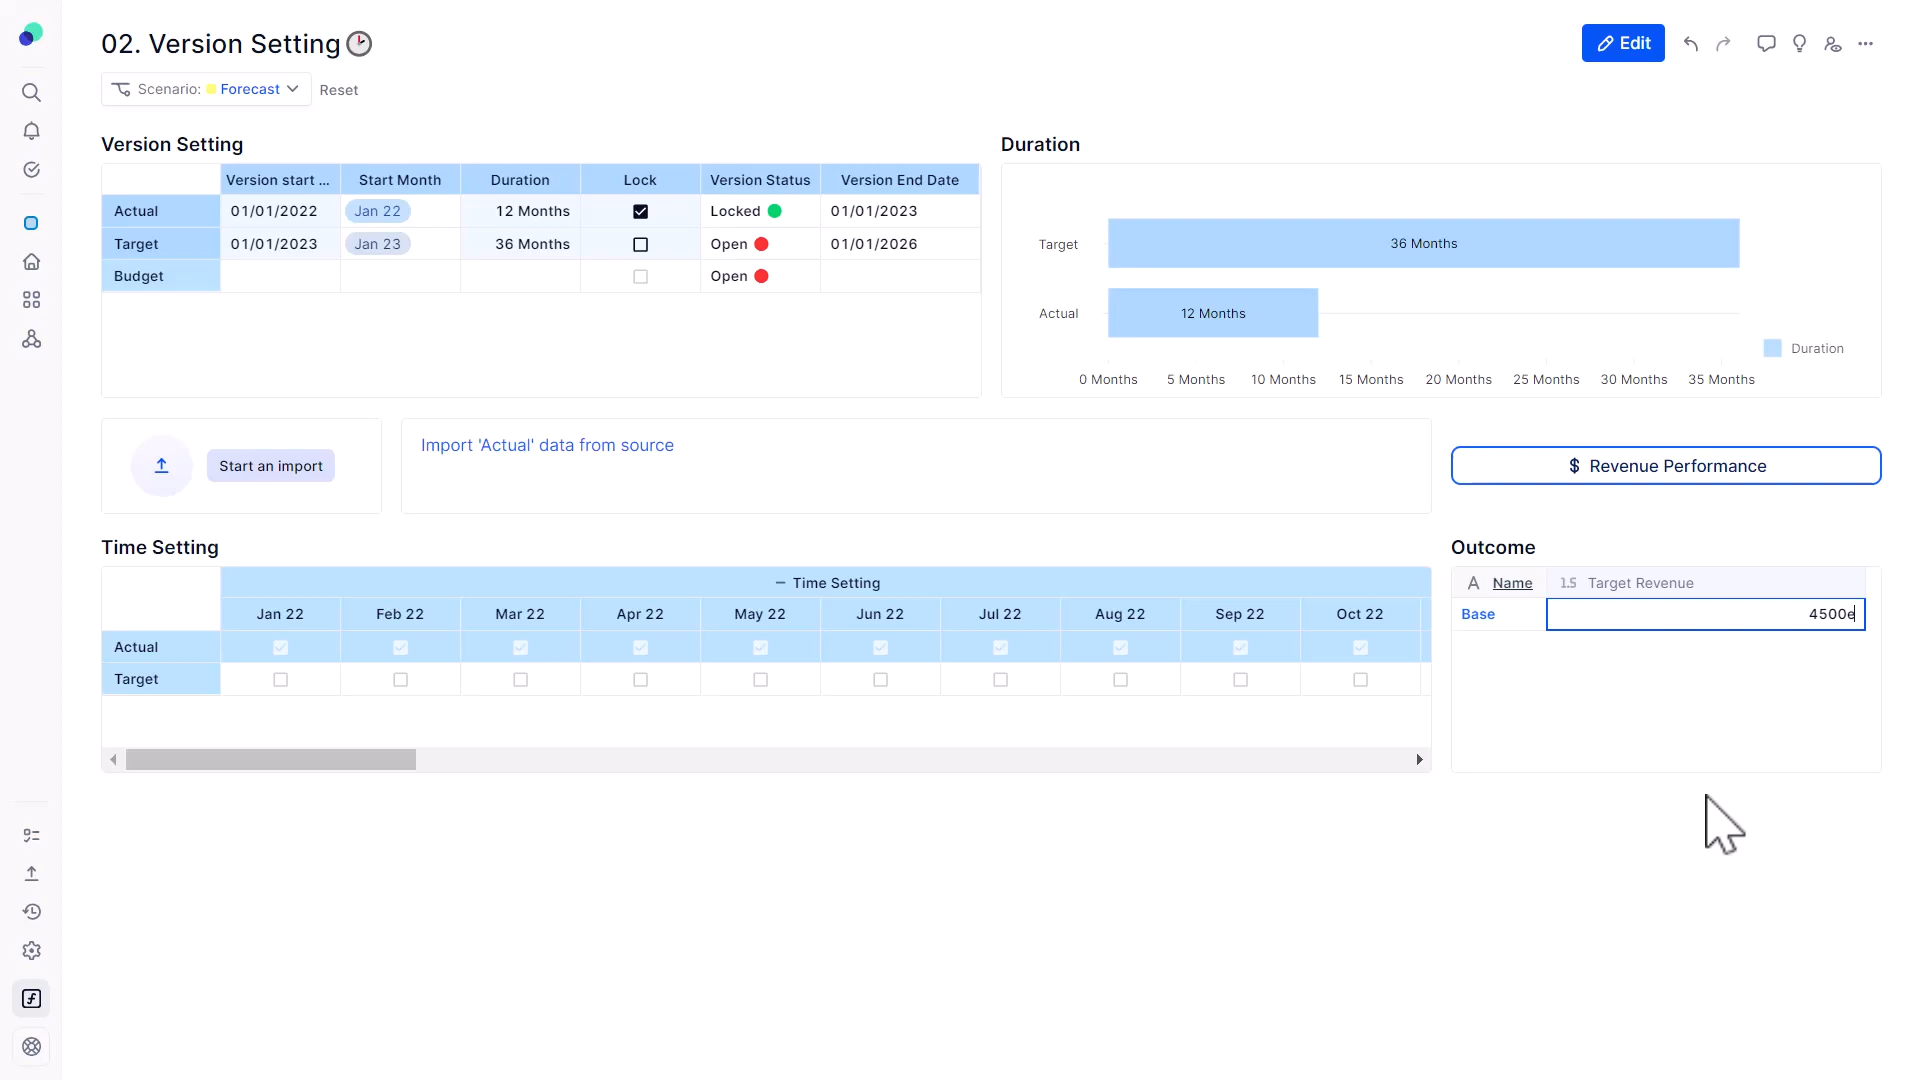 02. Version Setting
Edit
Scenario: Forecast
Reset
Version Setting
Version start ... Start Month Duration Lock Version Status Version End Date
Actual 01/01/2022 Jan 22 12 Months Locked 01/01/2023
Target 01/01/2023 Jan 23 36 Months Open 01/01/2026
Budget Open
Duration
Target 36 Months
Actual 12 Months
Duration
0 Months 5 Months 10 Months 15 Months 20 Months 25 Months 30 Months 35 Months
Start an import
Import 'Actual' data from source
$ Revenue Performance
Time Setting
− Time Setting
Jan 22 Feb 22 Mar 22 Apr 22 May 22 Jun 22 Jul 22 Aug 22 Sep 22 Oct 22
Actual
Target
Outcome
A Name 1.5 Target Revenue
Base 4500e